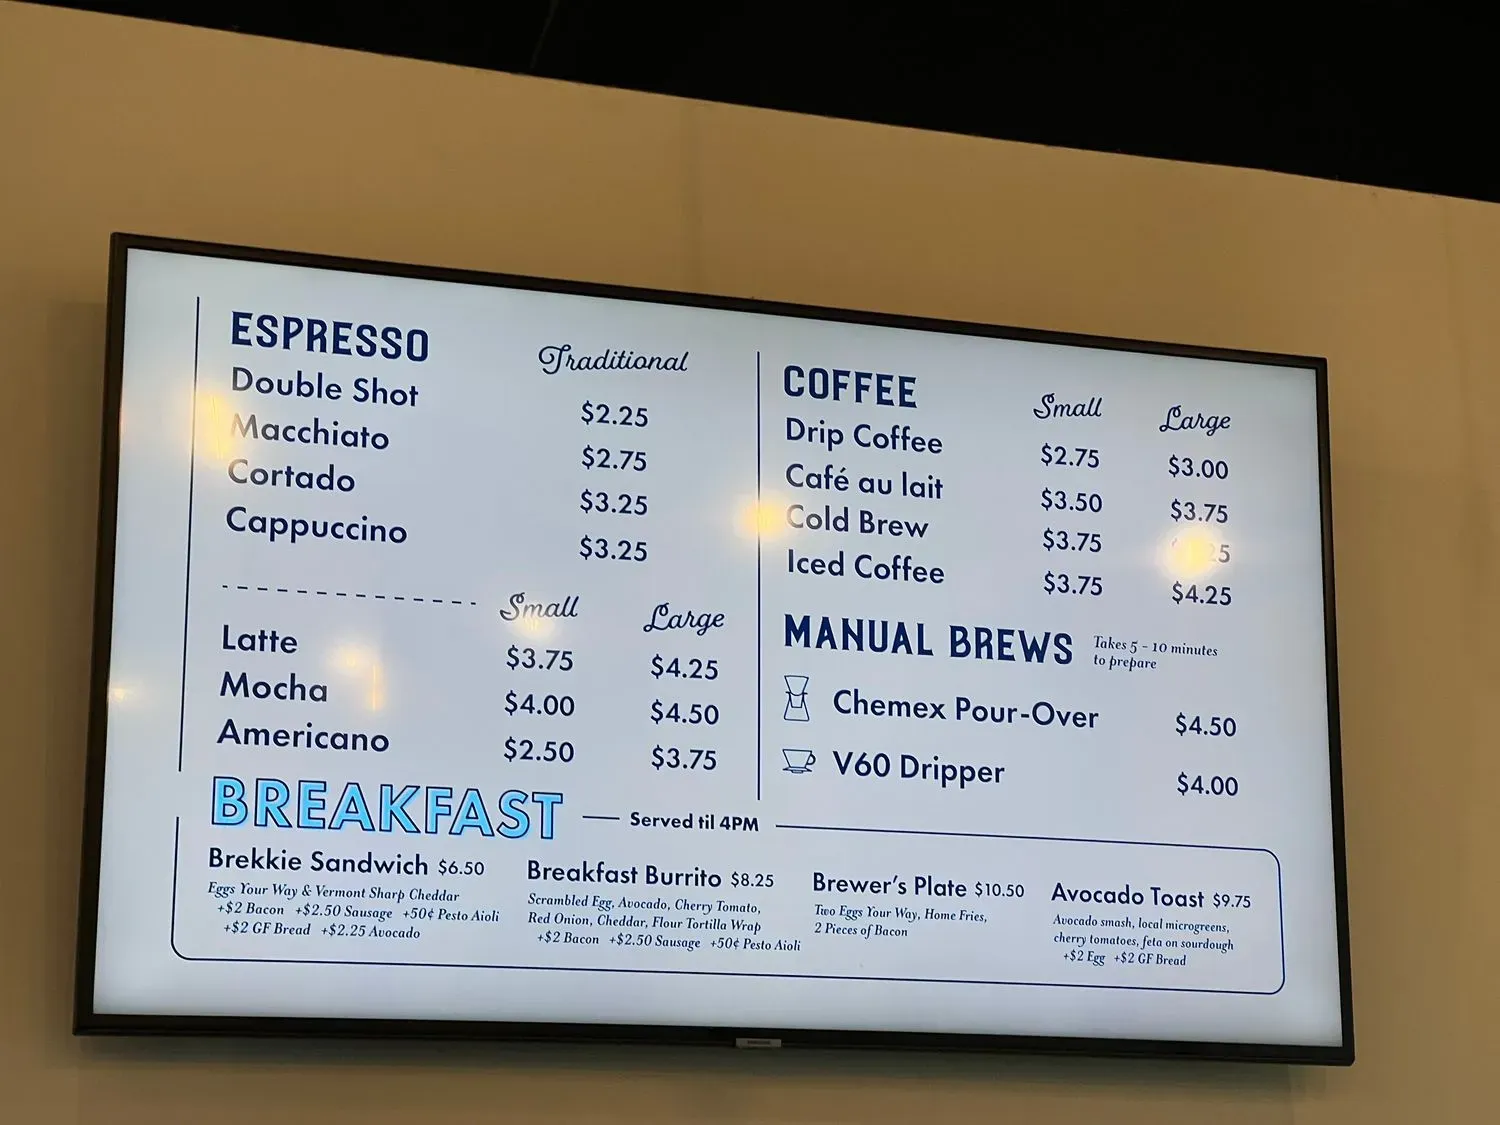 ESPRESSO Traditional
Double Shot $2.25
Macchiato $2.75
Cortado $3.25
Cappuccino $3.25
Small Large
Latte $3.75 $4.25
Mocha $4.00 $4.50
Americano $2.50 $3.75
COFFEE Small Large
Drip Coffee $2.75 $3.00
Café au lait $3.50 $3.75
Cold Brew $3.75
Iced Coffee $3.75 $4.25
MANUAL BREWS
Takes 5 - 10 minutes
to prepare
Chemex Pour-Over $4.50
V60 Dripper $4.00
BREAKFAST Served til 4PM
Brekkie Sandwich $6.50
Eggs Your Way & Vermont Sharp Cheddar
+$2 Bacon +$2.50 Sausage +50¢ Pesto Aioli
+$2 GF Bread +$2.25 Avocado
Breakfast Burrito $8.25
Scrambled Egg, Avocado, Cherry Tomato,
Red Onion, Cheddar, Flour Tortilla Wrap
+$2 Bacon +$2.50 Sausage +50¢ Pesto Aioli
Brewer's Plate $10.50
Two Eggs Your Way, Home Fries,
2 Pieces of Bacon
Avocado Toast $9.75
Avocado smash, local microgreens,
cherry tomatoes, feta on sourdough
+$2 Egg +$2 GF Bread